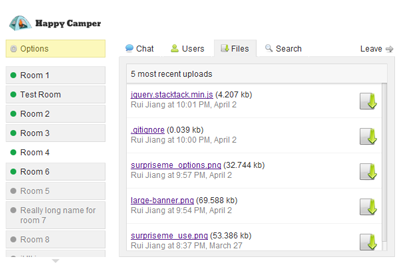 Happy Camper
Options
Chat
Users
Files
Search
Leave
Room 1
Test Room
Room 2
Room 3
Room 4
Room 6
Room 5
Really long name for
room 7
Room 8
5 most recent uploads
jquery.stacktack.min.js (4.207 kb)
Rui Jiang at 10:01 PM, April 2
.gitignore (0.039 kb)
Rui Jiang at 10:00 PM, April 2
surpriseme_options.png (32.744 kb)
Rui Jiang at 9:57 PM, April 2
large-banner.png (69.588 kb)
Rui Jiang at 9:54 PM, April 2
surpriseme_use.png (53.386 kb)
Rui Jiang at 8:37 PM, March 27